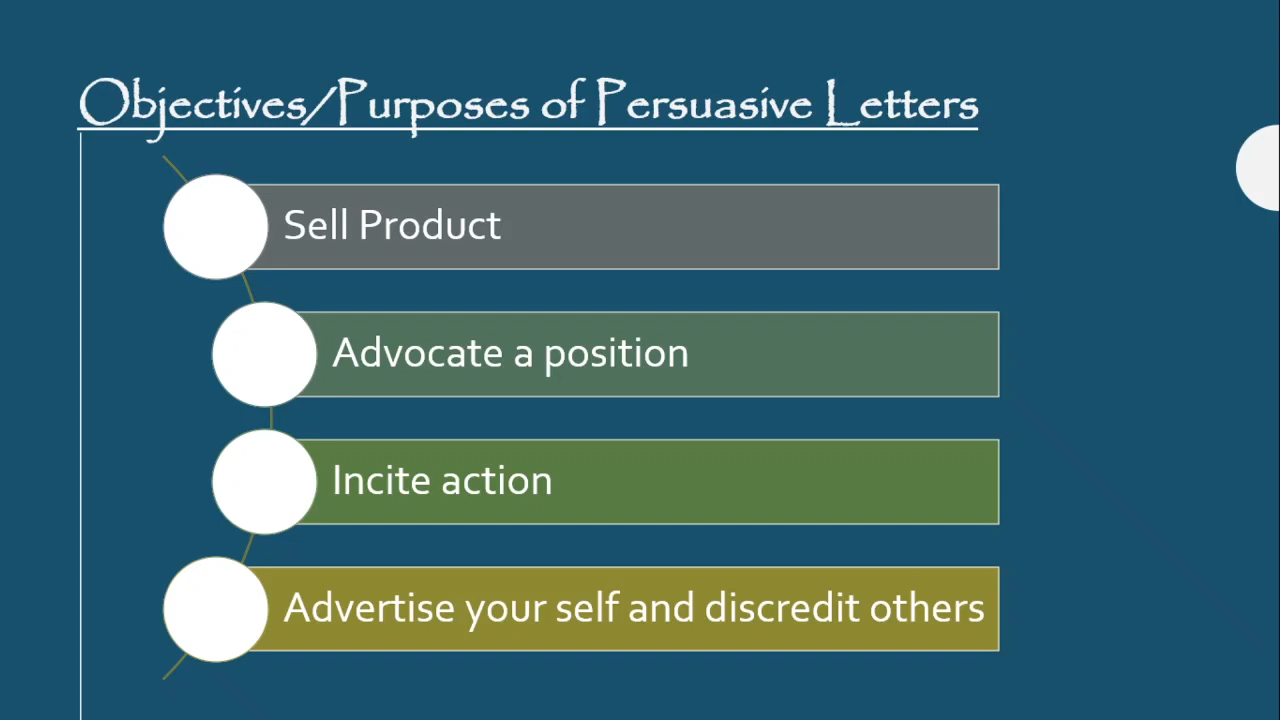 Objectives/Purposes of Persuasive Letters
Sell Product
Advocate a position
Incite action
Advertise your self and discredit others